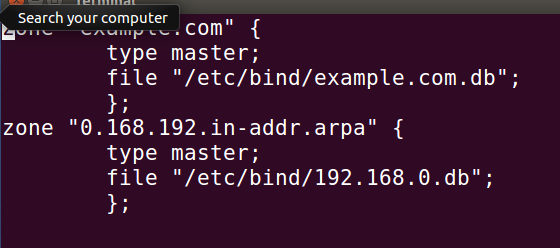 Terminal
Search your computer
zone "example.com" {
type master;
file "/etc/bind/example.com.db";
};
zone "0.168.192.in-addr.arpa" {
type master;
file "/etc/bind/192.168.0.db";
};